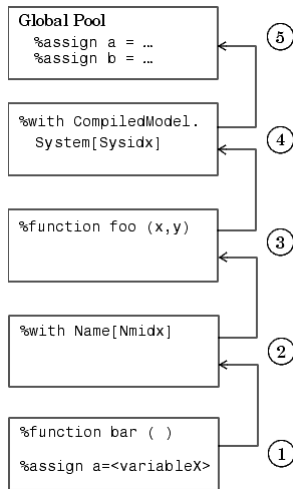 Global Pool
%assign a = ...
%assign b = ...
5
%with CompiledModel.
System[Sysidx]
4
%function foo (x,y)
3
%with Name[Nmidx]
2
%function bar ( )
%assign a=<variableX>
1